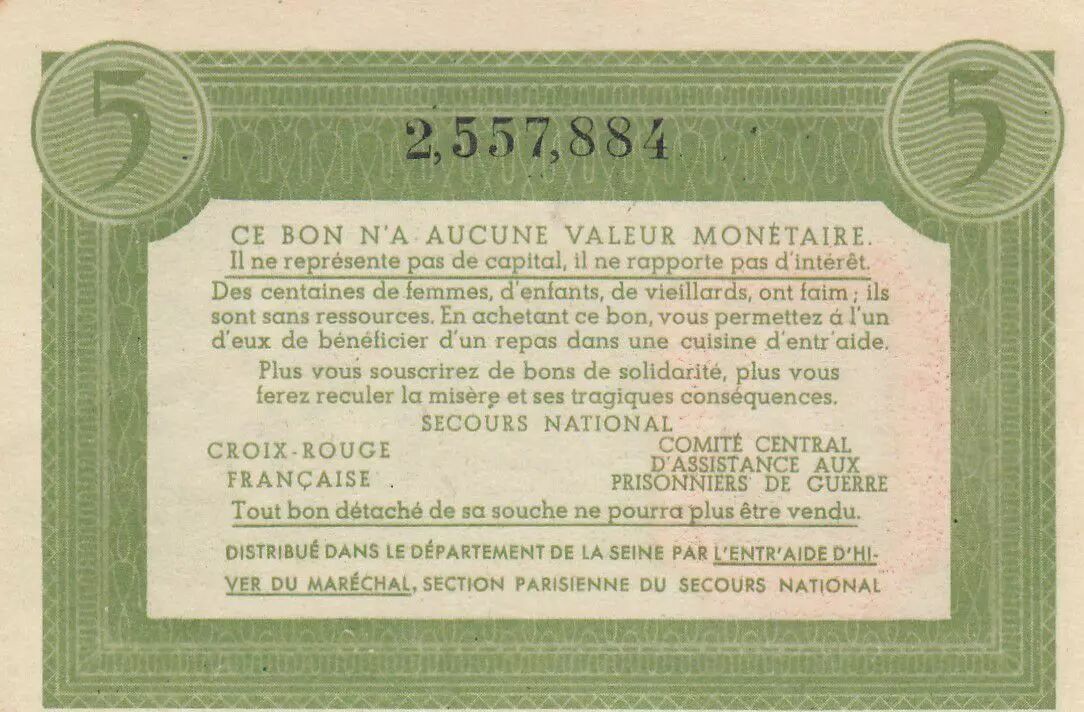 5 5
2,557,884
CE BON N'A AUCUNE VALEUR MONÉTAIRE.
Il ne représente pas de capital, il ne rapporte pas d'intérêt.
Des centaines de femmes, d'enfants, de vieillards, ont faim ; ils
sont sans ressources. En achetant ce bon, vous permettez á l'un
d'eux de bénéficier d'un repas dans une cuisine d'entr'aide.
Plus vous souscrirez de bons de solidarité, plus vous
ferez reculer la misère et ses tragiques conséquences.
SECOURS NATIONAL
CROIX-ROUGE
FRANÇAISE
COMITÉ CENTRAL
D'ASSISTANCE AUX
PRISONNIERS DE GUERRE
Tout bon détaché de sa souche ne pourra plus être vendu.
DISTRIBUÉ DANS LE DÉPARTEMENT DE LA SEINE PAR L'ENTR'AIDE D'HI-
VER DU MARÉCHAL, SECTION PARISIENNE DU SECOURS NATIONAL